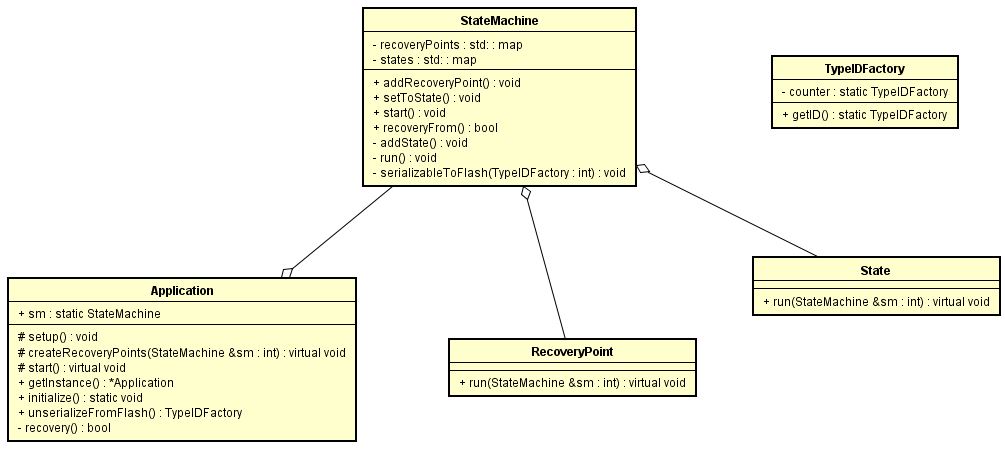 StateMachine
- recoveryPoints : std: : map
- states : std: : map
+ addRecoveryPoint() : void
+ setToState() : void
+ start() : void
+ recoveryFrom() : bool
- addState() : void
- run() : void
- serializableToFlash(TypeIDFactory : int) : void
TypeIDFactory
- counter : static TypeIDFactory
+ getID() : static TypeIDFactory
Application
+ sm : static StateMachine
# setup() : void
# createRecoveryPoints(StateMachine &sm : int) : virtual void
# start() : virtual void
+ getInstance() : *Application
+ initialize() : static void
+ unserializeFromFlash() : TypeIDFactory
- recovery() : bool
RecoveryPoint
+ run(StateMachine &sm : int) : virtual void
State
+ run(StateMachine &sm : int) : virtual void